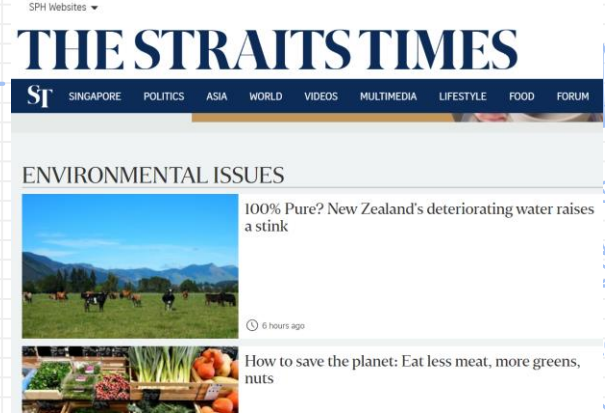 SPH Websites
THE STRAITS TIMES
ST SINGAPORE POLITICS ASIA WORLD VIDEOS MULTIMEDIA LIFESTYLE FOOD FORUM
ENVIRONMENTAL ISSUES
100% Pure? New Zealand's deteriorating water raises
a stink
6 hours ago
How to save the planet: Eat less meat, more greens,
nuts